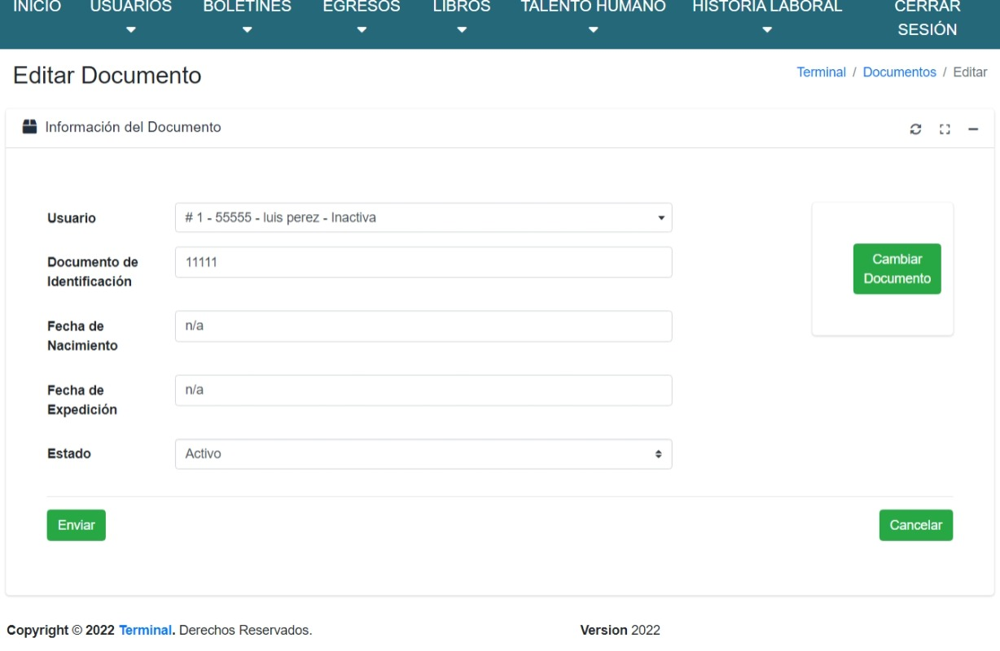 INICIO USUARIOS BOLETINES EGRESOS LIBROS TALENTO HUMANO HISTORIA LABORAL CERRAR
SESIÓN
Editar Documento
Terminal / Documentos / Editar
Información del Documento
Usuario
# 1 - 55555 - luis perez - Inactiva
Cambiar
Documento
Documento de
Identificación
11111
Fecha de
Nacimiento
n/a
Fecha de
Expedición
n/a
Estado
Activo
Enviar
Cancelar
Copyright © 2022 Terminal. Derechos Reservados.
Version 2022